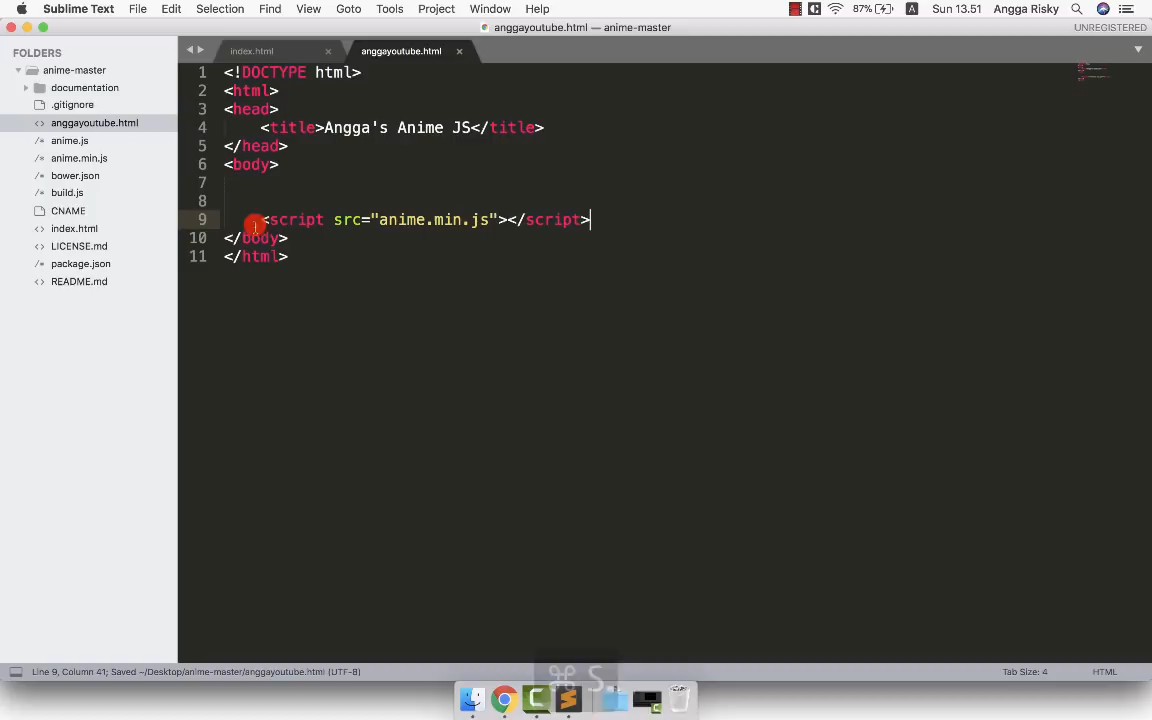 Sublime Text File Edit Selection Find View Goto Tools Project Window Help 87% A Sun 13.51 Angga Risky
anggayoutube.html — anime-master
UNREGISTERED
FOLDERS
anime-master
documentation
.gitignore
anggayoutube.html
anime.js
anime.min.js
bower.json
build.js
CNAME
index.html
LICENSE.md
package.json
README.md
index.html × anggayoutube.html ×
1 <!DOCTYPE html>
2 <html>
3 <head>
4 <title>Angga's Anime JS</title>
5 </head>
6 <body>
7
8
9 <script src="anime.min.js"></script>
10 </body>
11 </html>
⌘ S
Line 9, Column 41; Saved ~/Desktop/anime-master/anggayoutube.html (UTF-8) Tab Size: 4 HTML